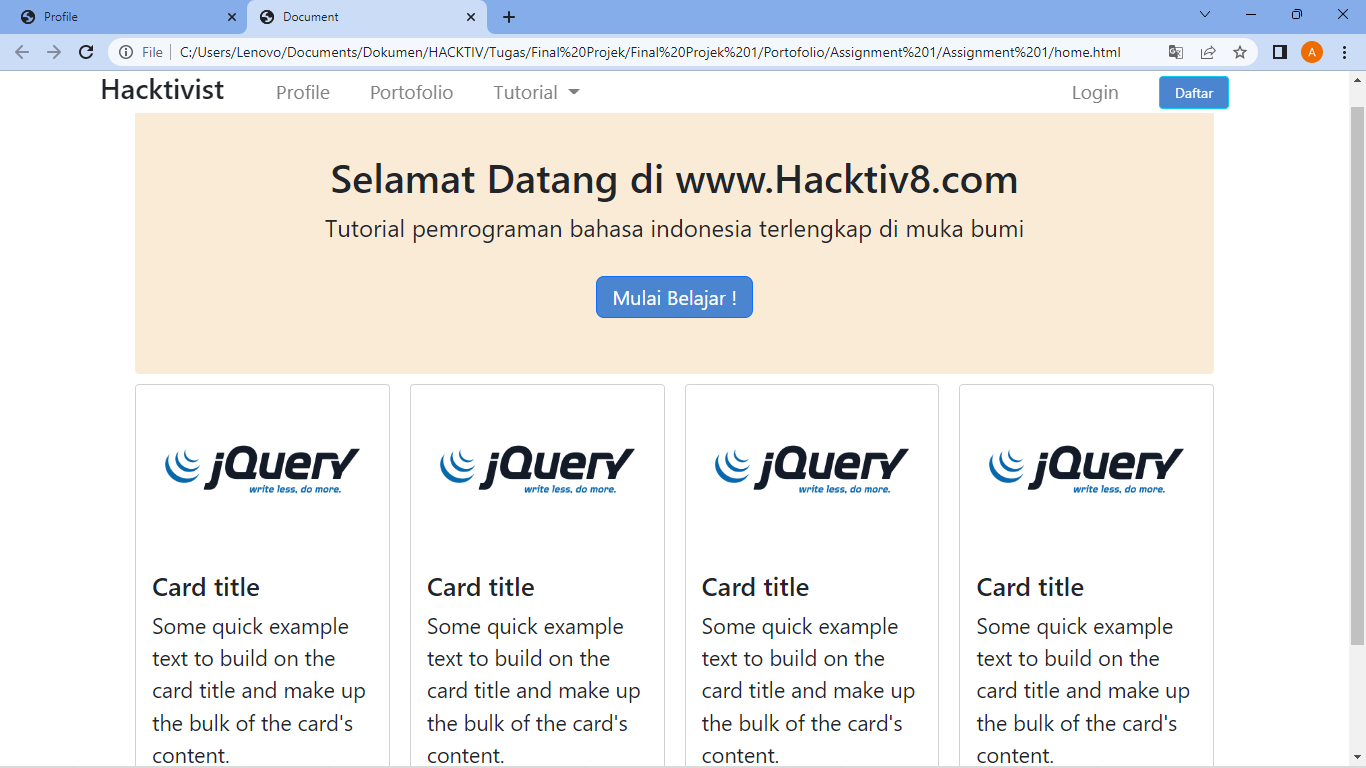 Profile
Document
File
C:/Users/Lenovo/Documents/Dokumen/HACKTIV/Tugas/Final%20Projek/Final%20Projek%201/Portofolio/Assignment%201/Assignment%201/home.html
A
Hacktivist Profile Portofolio Tutorial Login Daftar
Selamat Datang di www.Hacktiv8.com
Tutorial pemrograman bahasa indonesia terlengkap di muka bumi
Mulai Belajar !
jQuery
write less, do more.
Card title
Some quick example
text to build on the
card title and make up
the bulk of the card's
content.
jQuery
write less, do more.
Card title
Some quick example
text to build on the
card title and make up
the bulk of the card's
content.
jQuery
write less, do more.
Card title
Some quick example
text to build on the
card title and make up
the bulk of the card's
content.
jQuery
write less, do more.
Card title
Some quick example
text to build on the
card title and make up
the bulk of the card's
content.